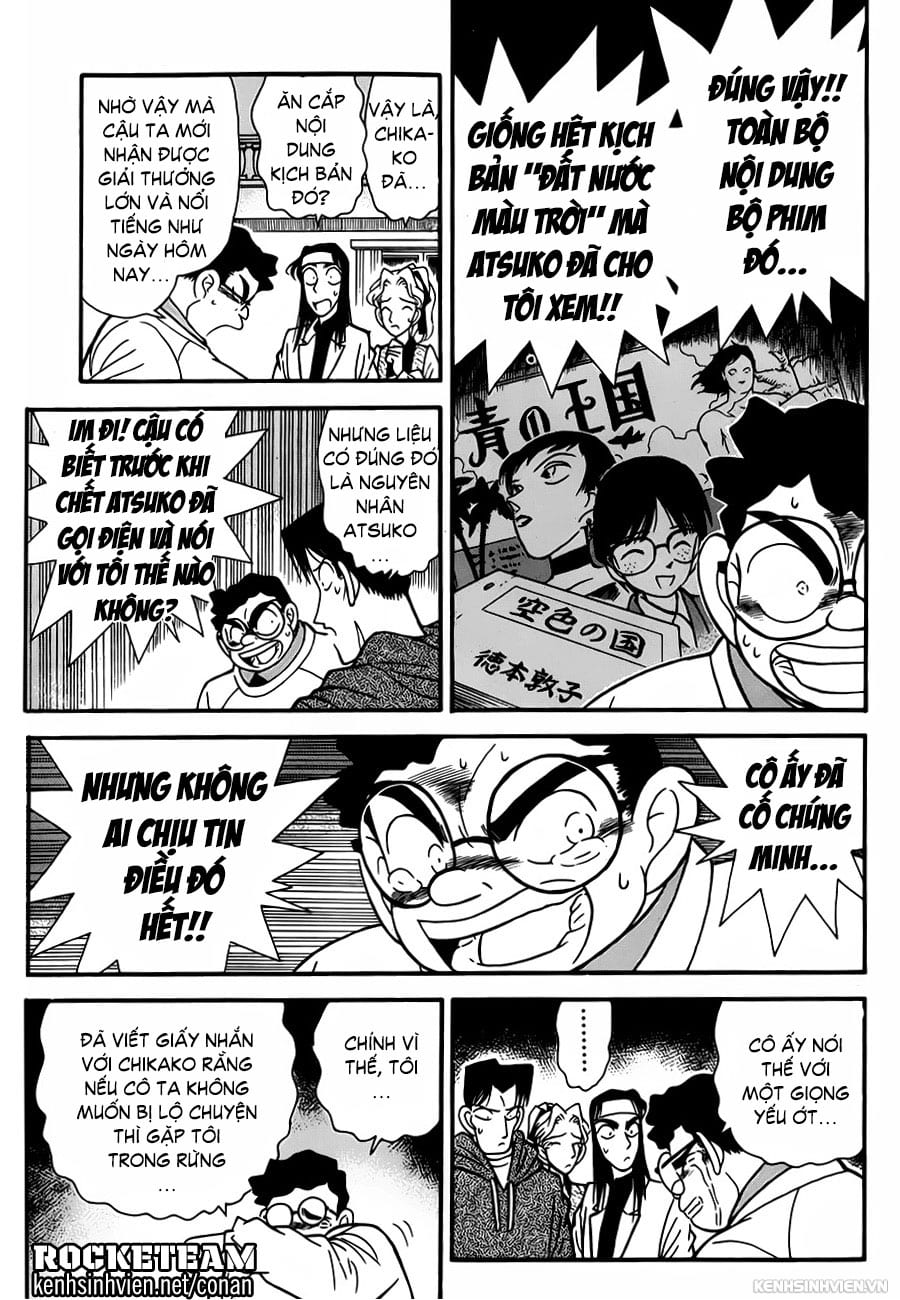 ĐÚNG VẬY!!
TOÀN BỘ
NỘI DUNG
BỘ PHIM
ĐÓ...
GIỐNG HỆT KỊCH
BẢN "ĐẤT NƯỚC
MÀU TRỜI" MÀ
ATSUKO ĐÃ CHO
TÔI XEM!!
青の王国
空色の国
徳本敦子
VẬY LÀ,
CHIKA-
KO
ĐÃ...
ĂN CẮP
NỘI
DUNG
KỊCH BẢN
ĐÓ?
NHỜ VẬY MÀ
CẬU TA MỚI
NHẬN ĐƯỢC
GIẢI THƯỞNG
LỚN VÀ NỔI
TIẾNG NHƯ
NGÀY HÔM
NAY...
NHƯNG LIỆU
CÓ ĐÚNG ĐÓ
LÀ NGUYÊN
NHÂN
ATSUKO
...
IM ĐI! CẬU CÓ
BIẾT TRƯỚC KHI
CHẾT ATSUKO ĐÃ
GỌI ĐIỆN VÀ NÓI
VỚI TÔI THẾ NÀO
KHÔNG?
CÔ ẤY ĐÃ
CỐ CHỨNG
MINH...
NHƯNG KHÔNG
AI CHỊU TIN
ĐIỀU ĐÓ
HẾT!!
CÔ ẤY NÓI
THẾ VỚI
MỘT GIỌNG
YẾU ỚT...
.........
CHÍNH VÌ
THẾ, TÔI
...
ĐÃ VIẾT GIẤY NHẮN
VỚI CHIKAKO RẰNG
NẾU CÔ TA KHÔNG
MUỐN BỊ LỘ CHUYỆN
THÌ GẶP TÔI
TRONG RỪNG
...
ROCKETEAM
kenhsinhvien.net/conan
KENHSINHVIEN.VN